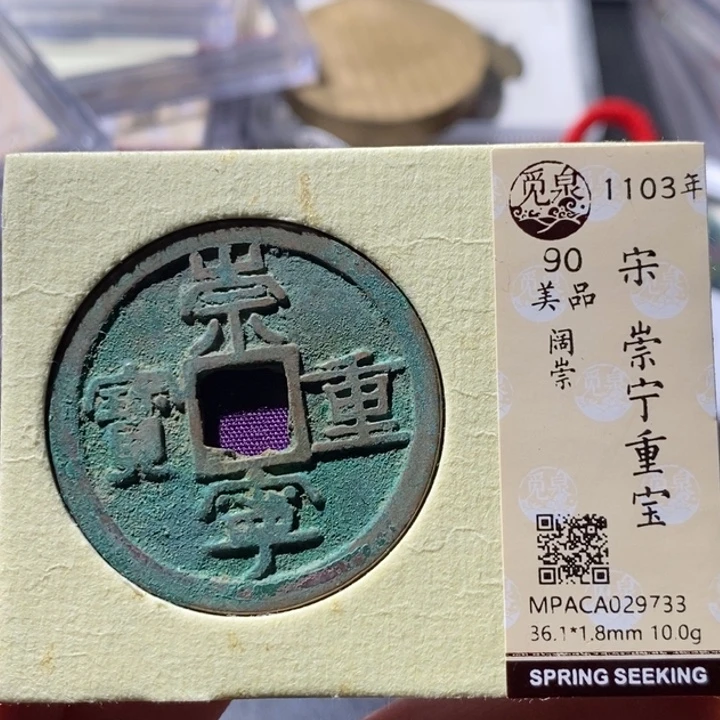 崇
重
寧
寶
觅泉
1103年
90
美品
阔崇
宋
崇宁重宝
MPACA029733
36.1*1.8mm 10.0g
SPRING SEEKING